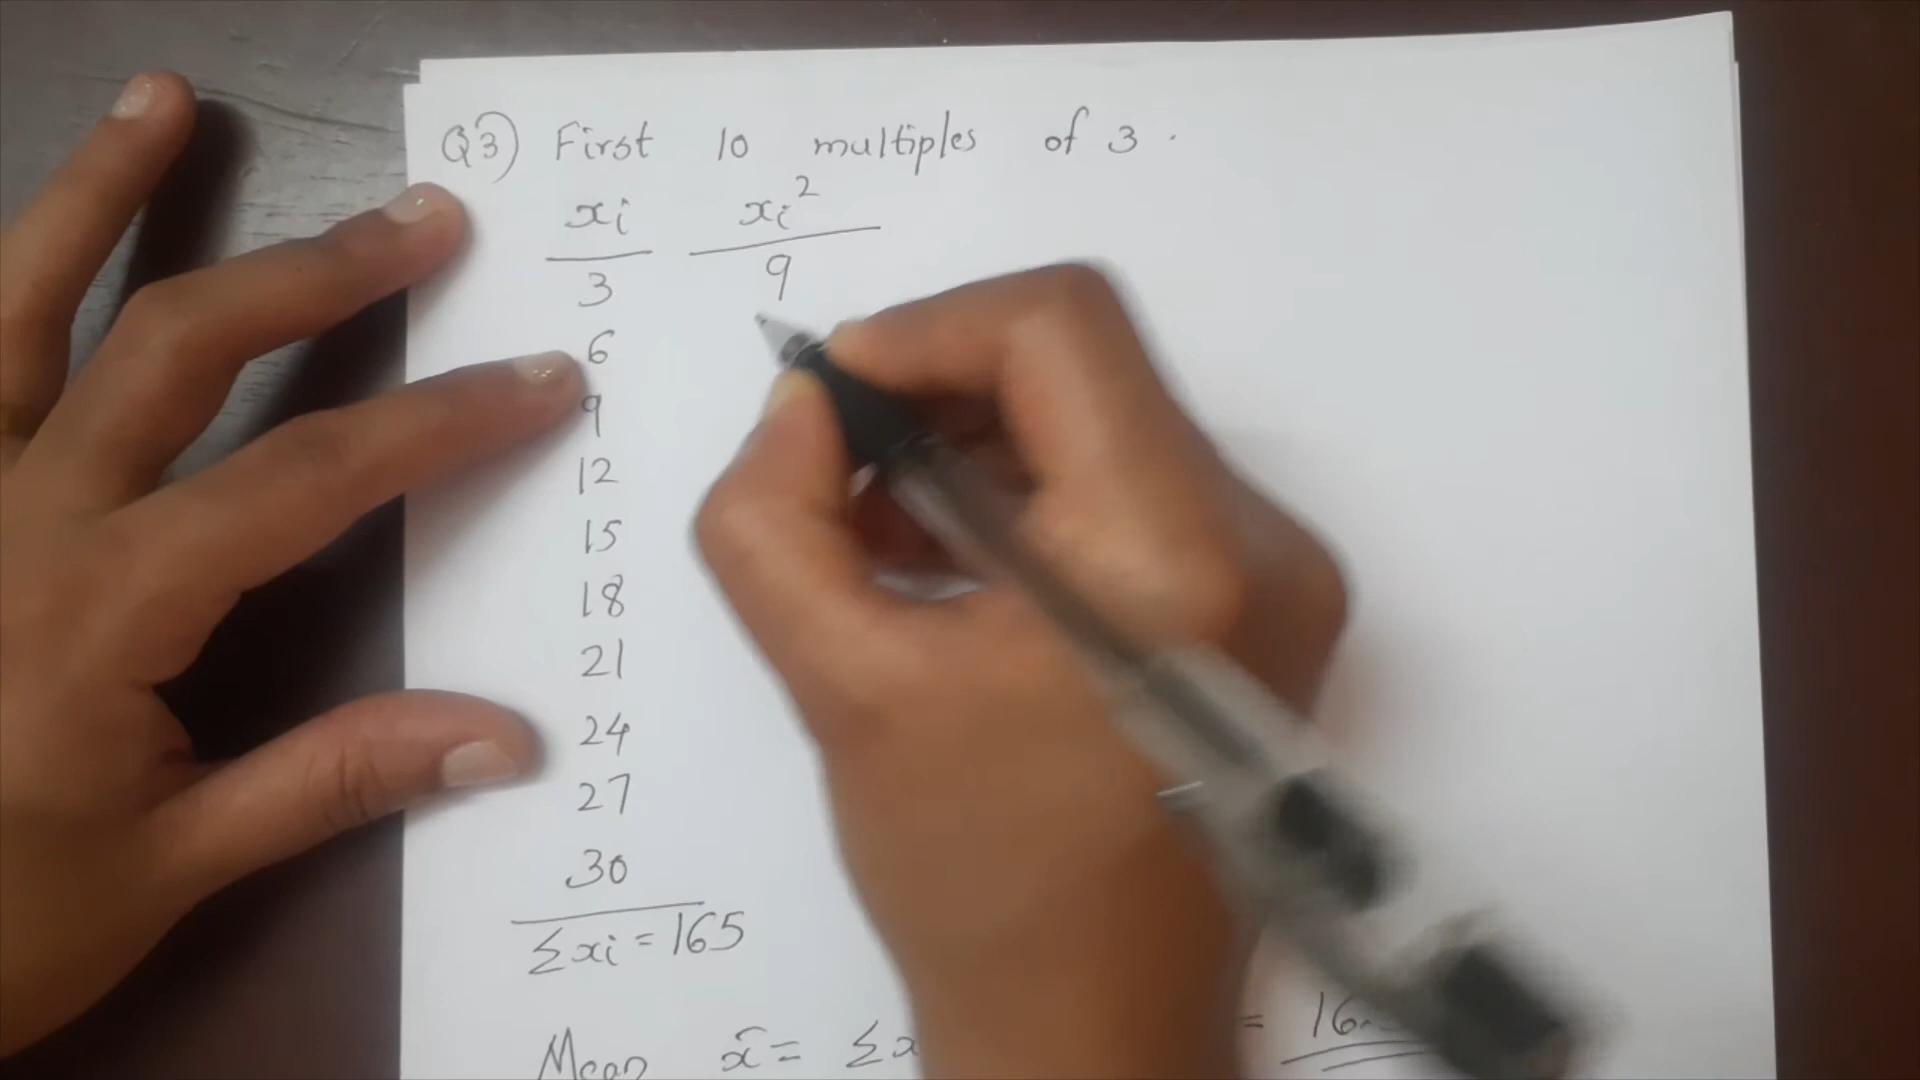 Q3) First 10 multiples of 3.
xi xi²
3 9
6
9
12
15
18
21
24
27
30
Σxi = 165
Mean x̄ = Σx = 16.